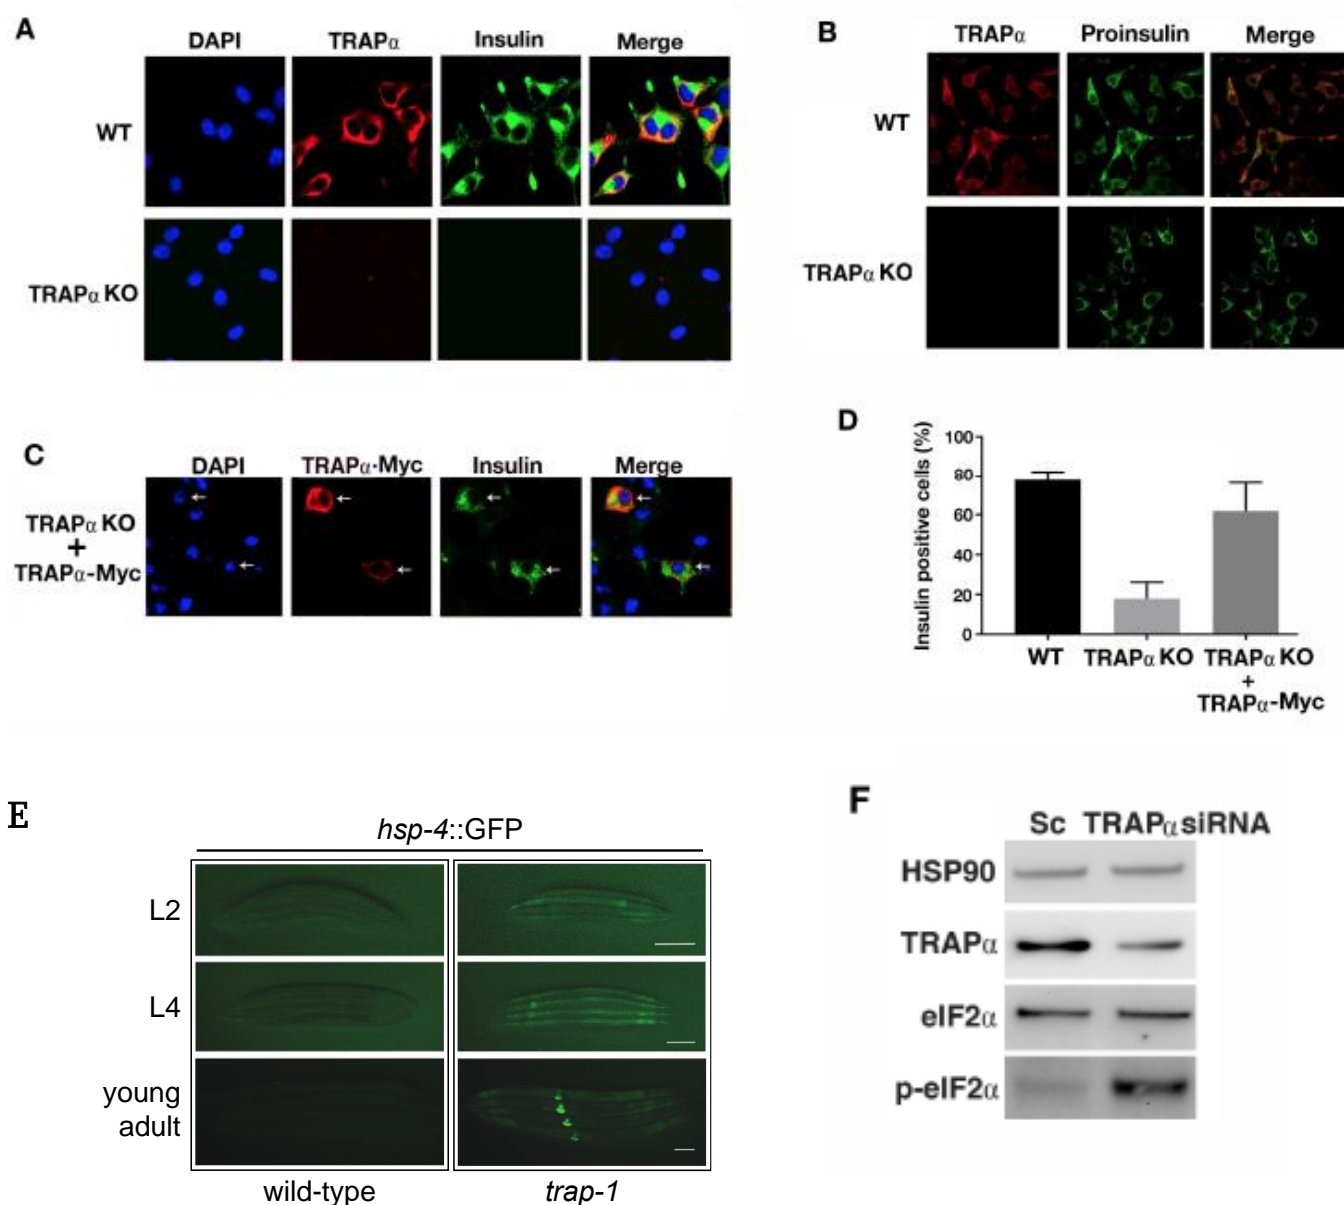 A
DAPI TRAPα Insulin Merge
WT
TRAPα KO
B
TRAPα Proinsulin Merge
WT
TRAPα KO
C
DAPI TRAPα-Myc Insulin Merge
TRAPα KO
+
TRAPα-Myc
D
Insulin positive cells (%)
100
80
60
40
20
0
WT TRAPα KO TRAPα KO
+
TRAPα-Myc
E
hsp-4::GFP
L2
L4
young
adult
wild-type trap-1
F
Sc TRAPα siRNA
HSP90
TRAPα
eIF2α
p-eIF2α